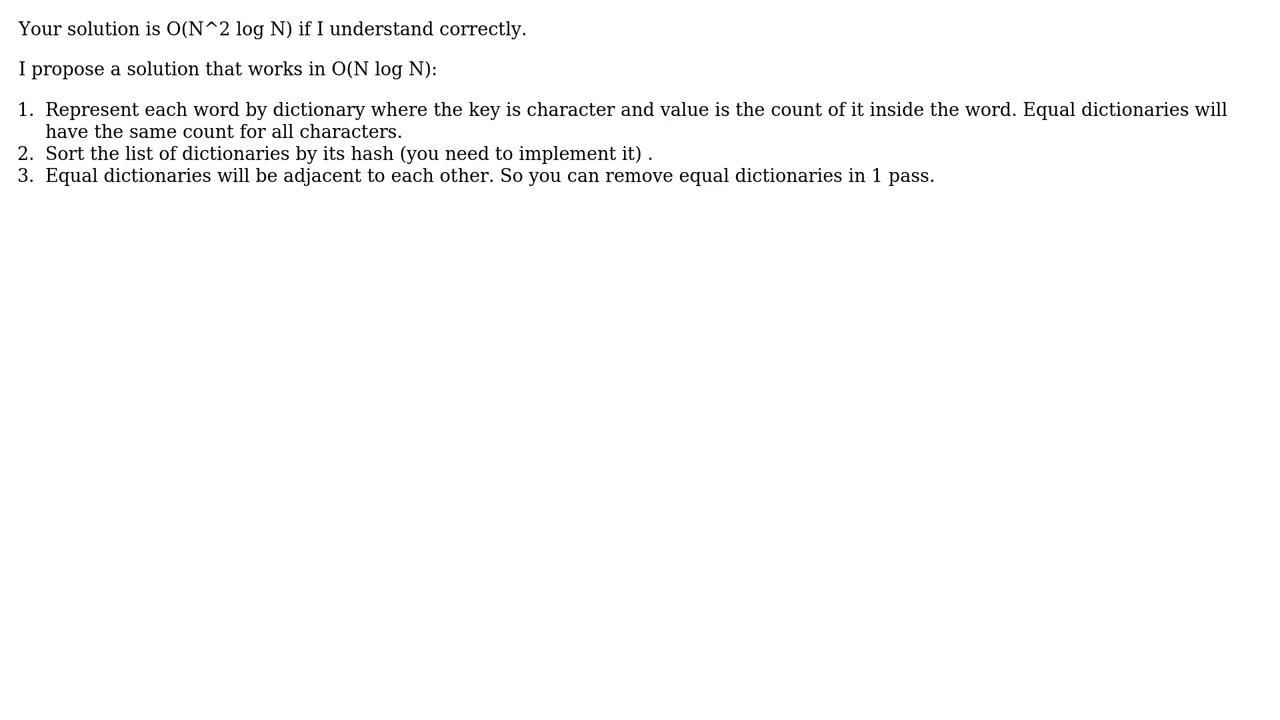 Your solution is O(N^2 log N) if I understand correctly.
I propose a solution that works in O(N log N):
1. Represent each word by dictionary where the key is character and value is the count of it inside the word. Equal dictionaries will
have the same count for all characters.
2. Sort the list of dictionaries by its hash (you need to implement it) .
3. Equal dictionaries will be adjacent to each other. So you can remove equal dictionaries in 1 pass.